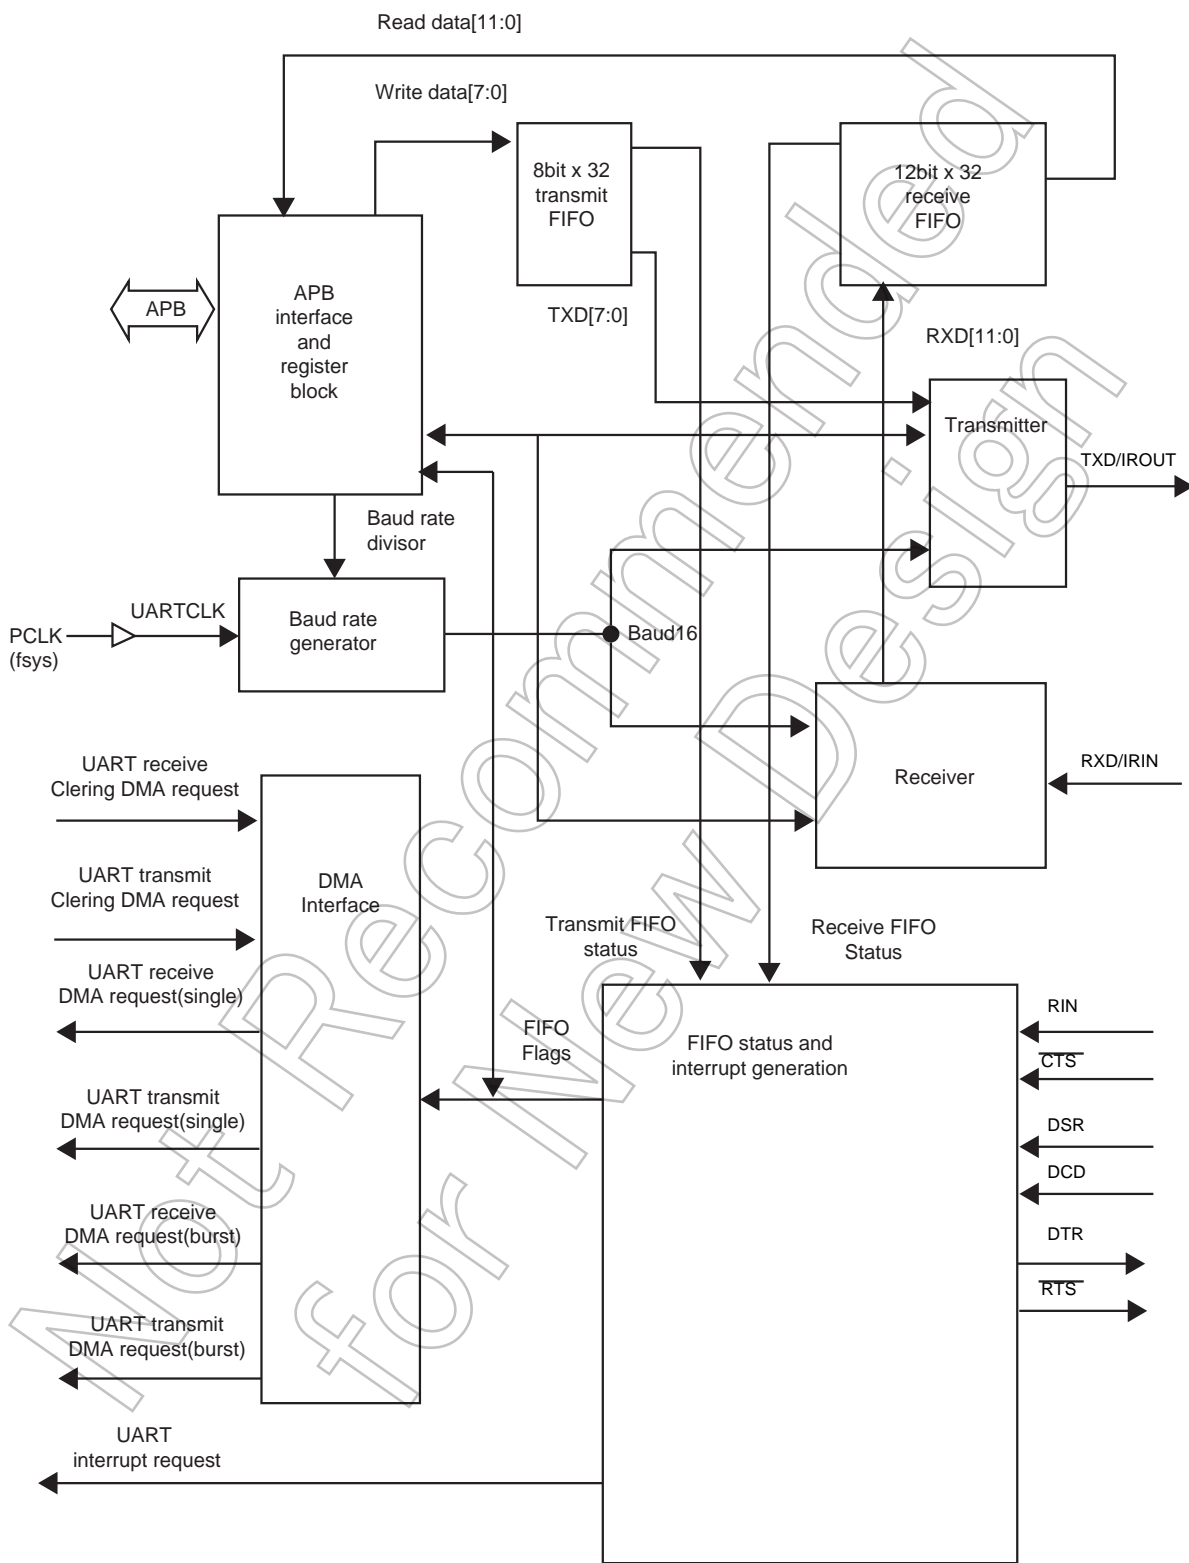 Read data[11:0]
Write data[7:0]
8bit x 32
transmit
FIFO
12bit x 32
receive
FIFO
APB
APB
interface
and
register
block
TXD[7:0]
RXD[11:0]
Transmitter
TXD/IROUT
Baud rate
divisor
UARTCLK
PCLK
(fsys)
Baud rate
generator
Baud16
Receiver
RXD/IRIN
UART receive
Clering DMA request
UART transmit
Clering DMA request
DMA
Interface
Transmit FIFO
status
Receive FIFO
Status
UART receive
DMA request(single)
FIFO
Flags
FIFO status and
interrupt generation
RIN
CTS
DSR
DCD
DTR
RTS
UART transmit
DMA request(single)
UART receive
DMA request(burst)
UART transmit
DMA request(burst)
UART
interrupt request
Not Recommended
for New Design